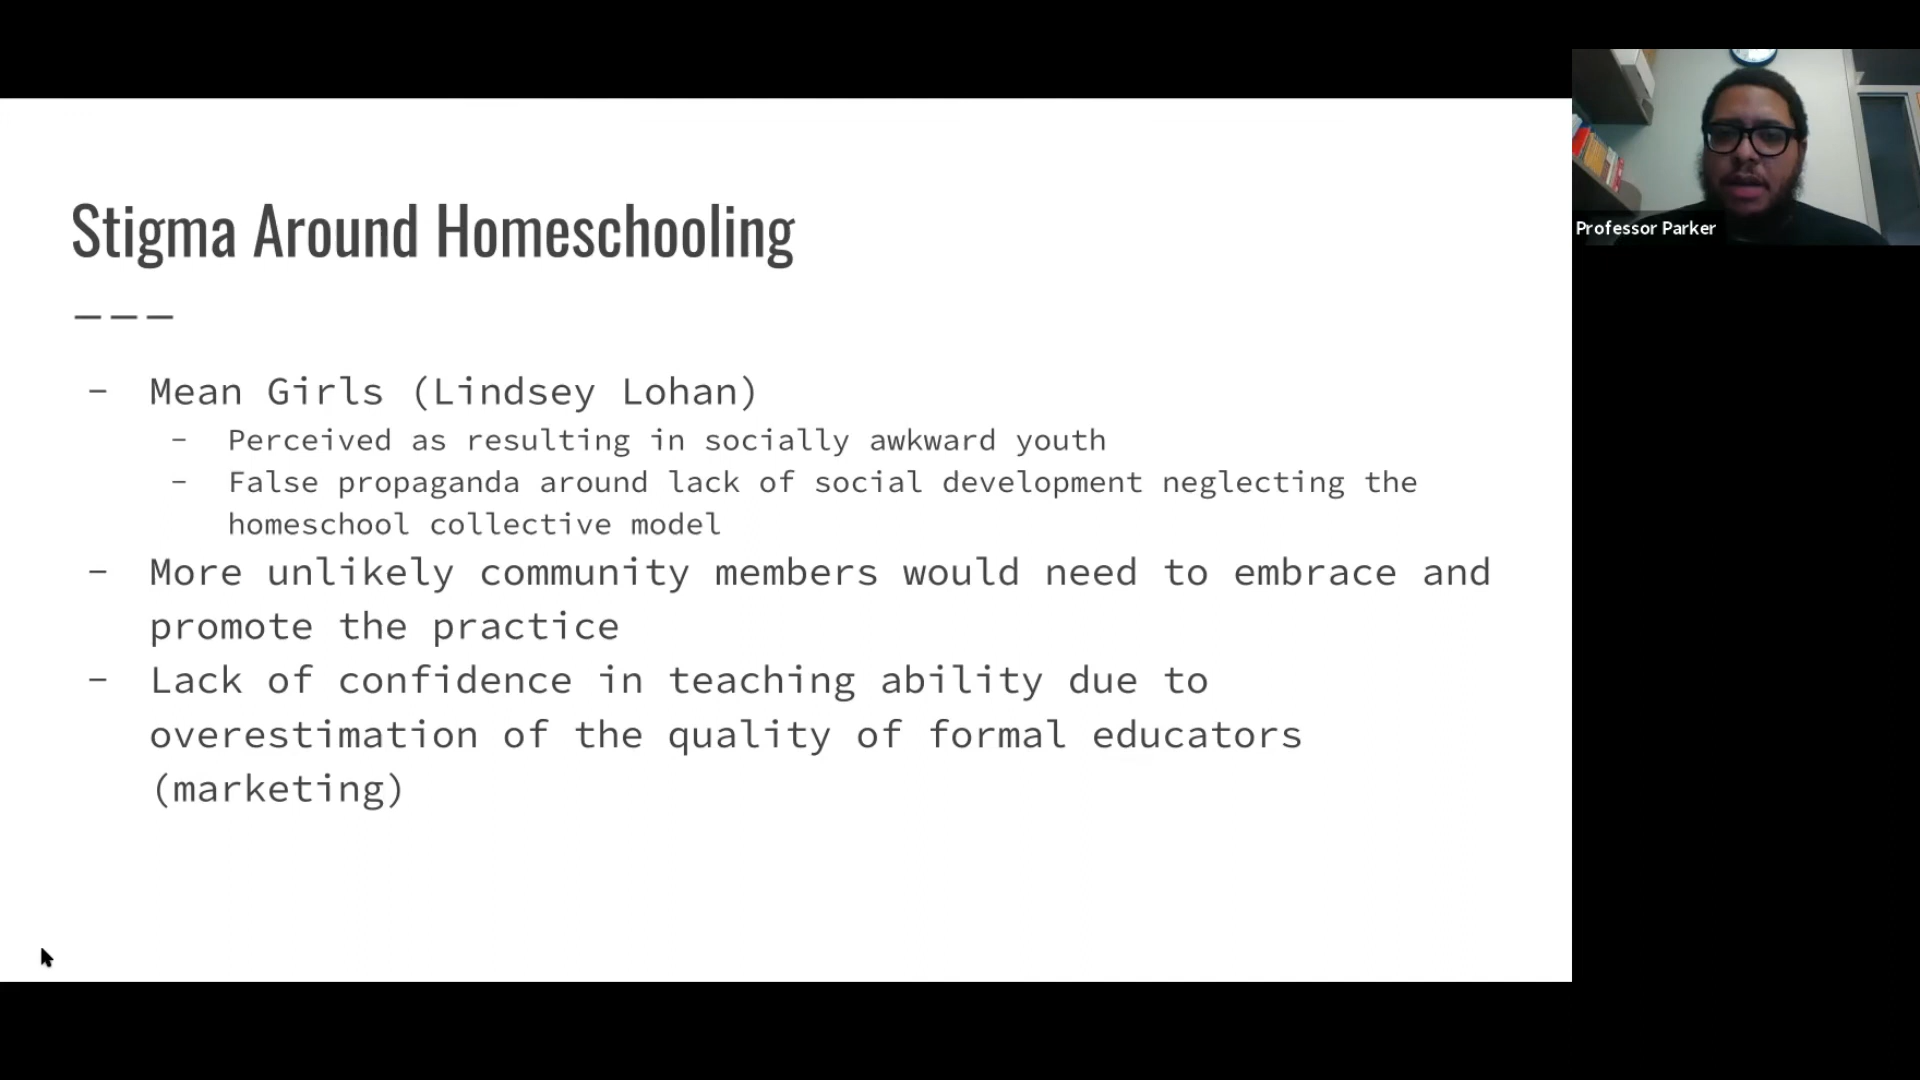 Stigma Around Homeschooling
---
- Mean Girls (Lindsey Lohan)
- Perceived as resulting in socially awkward youth
- False propaganda around lack of social development neglecting the
homeschool collective model
- More unlikely community members would need to embrace and
promote the practice
- Lack of confidence in teaching ability due to
overestimation of the quality of formal educators
(marketing)
Professor Parker